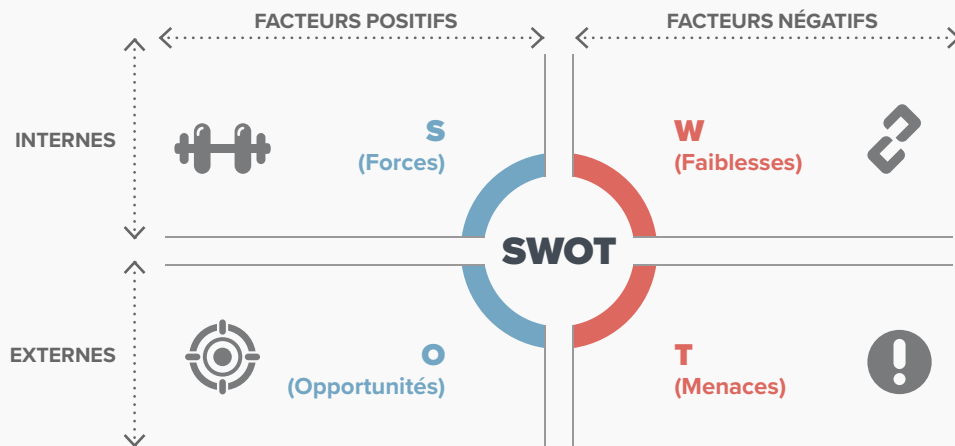 FACTEURS POSITIFS
FACTEURS NÉGATIFS
INTERNES
S
(Forces)
W
(Faiblesses)
SWOT
EXTERNES
O
(Opportunités)
T
(Menaces)